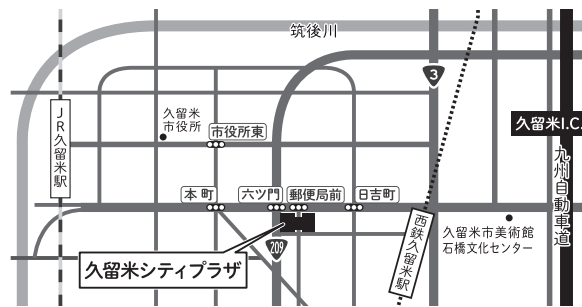 筑後川
3
久留米I.C.
JR久留米駅
久留米
市役所
市役所東
九州自動車道
本町
六ツ門
郵便局前
日吉町
西鉄久留米駅
久留米市美術館
石橋文化センター
209
久留米シティプラザ